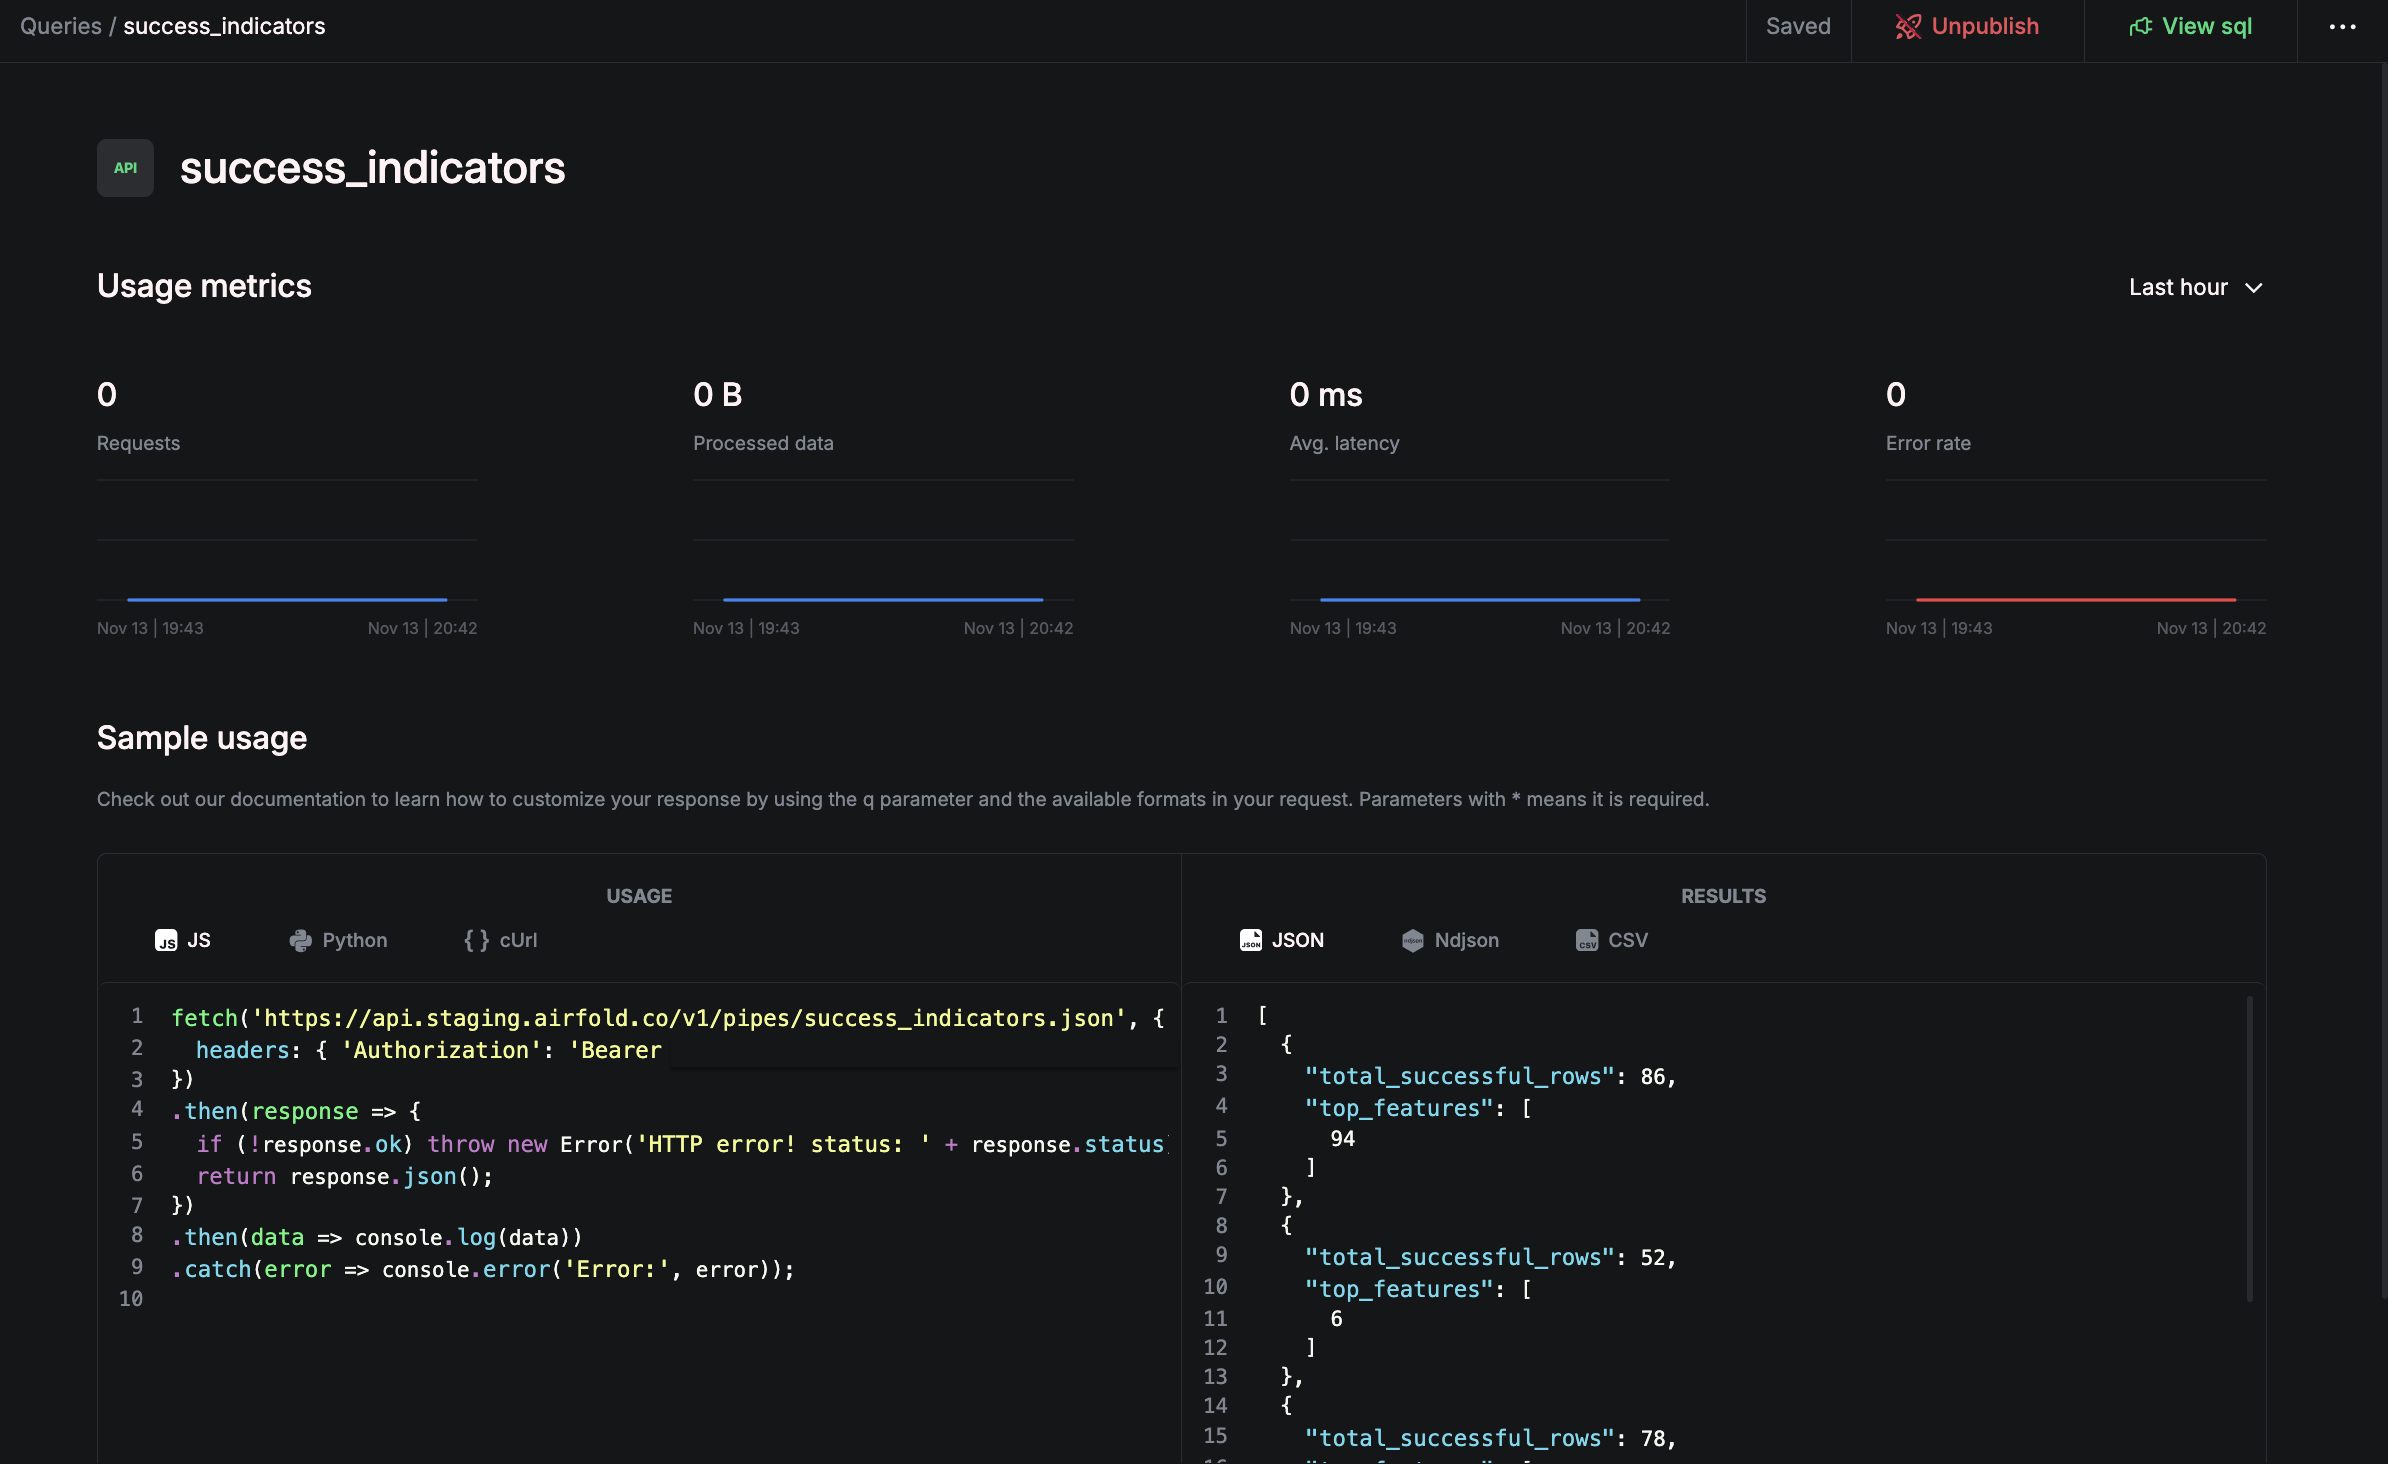 Queries / success_indicators
Saved
Unpublish
View sql
API
success_indicators
Usage metrics
Last hour
0
Requests
Nov 13 | 19:43
Nov 13 | 20:42
0 B
Processed data
Nov 13 | 19:43
Nov 13 | 20:42
0 ms
Avg. latency
Nov 13 | 19:43
Nov 13 | 20:42
0
Error rate
Nov 13 | 19:43
Nov 13 | 20:42
Sample usage
Check out our documentation to learn how to customize your response by using the q parameter and the available formats in your request. Parameters with * means it is required.
USAGE
JS JS
Python
{ } cUrl
1 fetch('https://api.staging.airfold.co/v1/pipes/success_indicators.json', {
2 headers: { 'Authorization': 'Bearer
3 })
4 .then(response => {
5 if (!response.ok) throw new Error('HTTP error! status: ' + response.status
6 return response.json();
7 })
8 .then(data => console.log(data))
9 .catch(error => console.error('Error:', error));
10
RESULTS
JSON JSON
ndjson Ndjson
CSV CSV
1 [
2 {
3 "total_successful_rows": 86,
4 "top_features": [
5 94
6 ]
7 },
8 {
9 "total_successful_rows": 52,
10 "top_features": [
11 6
12 ]
13 },
14 {
15 "total_successful_rows": 78,